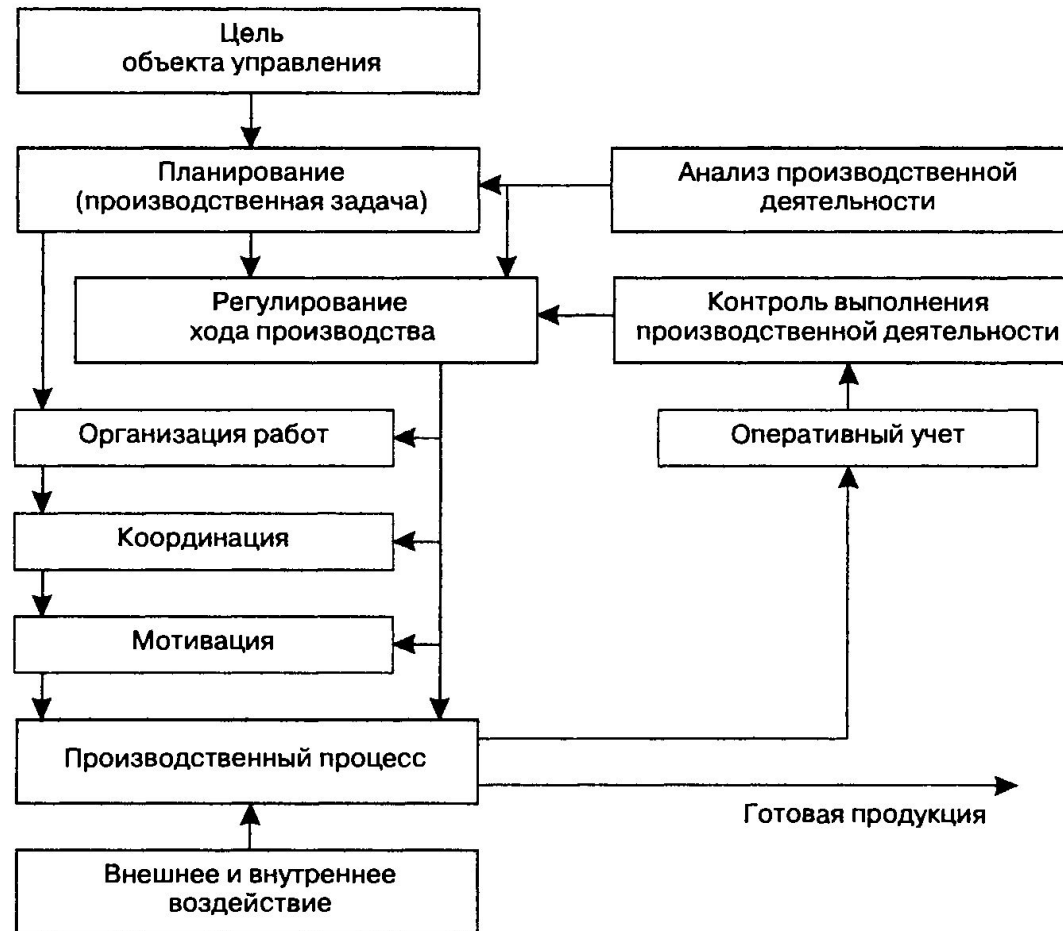 Цель
объекта управления
Планирование
(производственная задача)
Анализ производственной
деятельности
Регулирование
хода производства
Контроль выполнения
производственной деятельности
Организация работ
Оперативный учет
Координация
Мотивация
Производственный процесс
Готовая продукция
Внешнее и внутреннее
воздействие